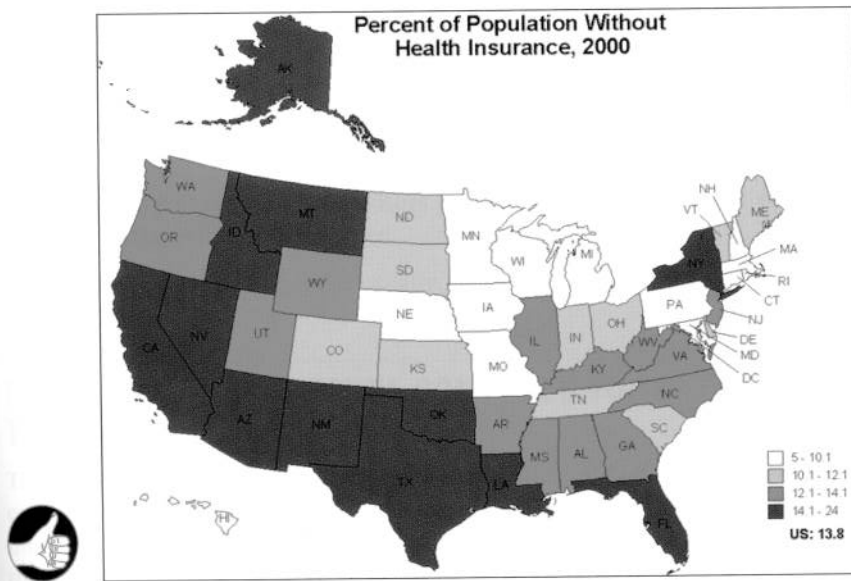 Percent of Population Without
Health Insurance, 2000
AK
WA
OR
ID
MT
ND
MN
WI
MI
VT
NH
ME
MA
RI
CT
NY
PA
NJ
DE
MD
DC
SD
WY
NE
IA
CA
NV
UT
CO
KS
MO
IL
IN
OH
WV
VA
KY
NC
TN
SC
AZ
NM
OK
AR
MS
AL
GA
TX
LA
FL
HI
5 - 10.1
10.1 - 12.1
12.1 - 14.1
14.1 - 24
US: 13.8